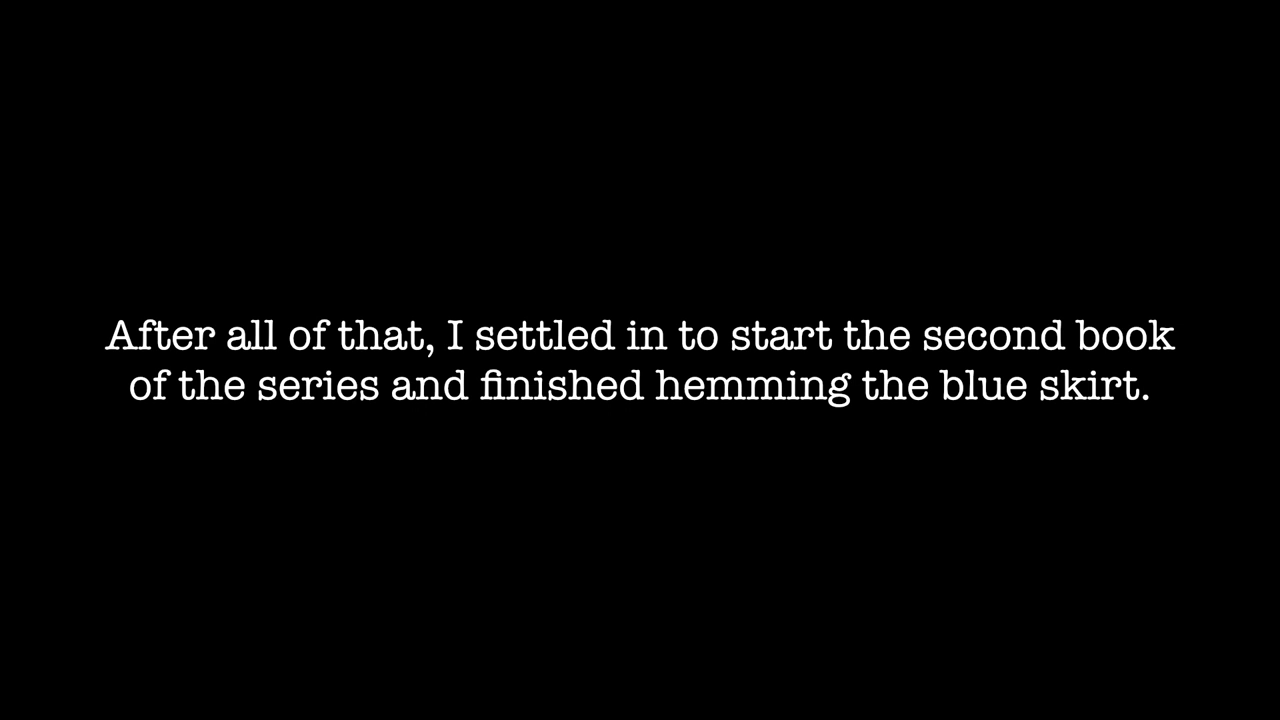 After all of that, I settled in to start the second book
of the series and finished hemming the blue skirt.